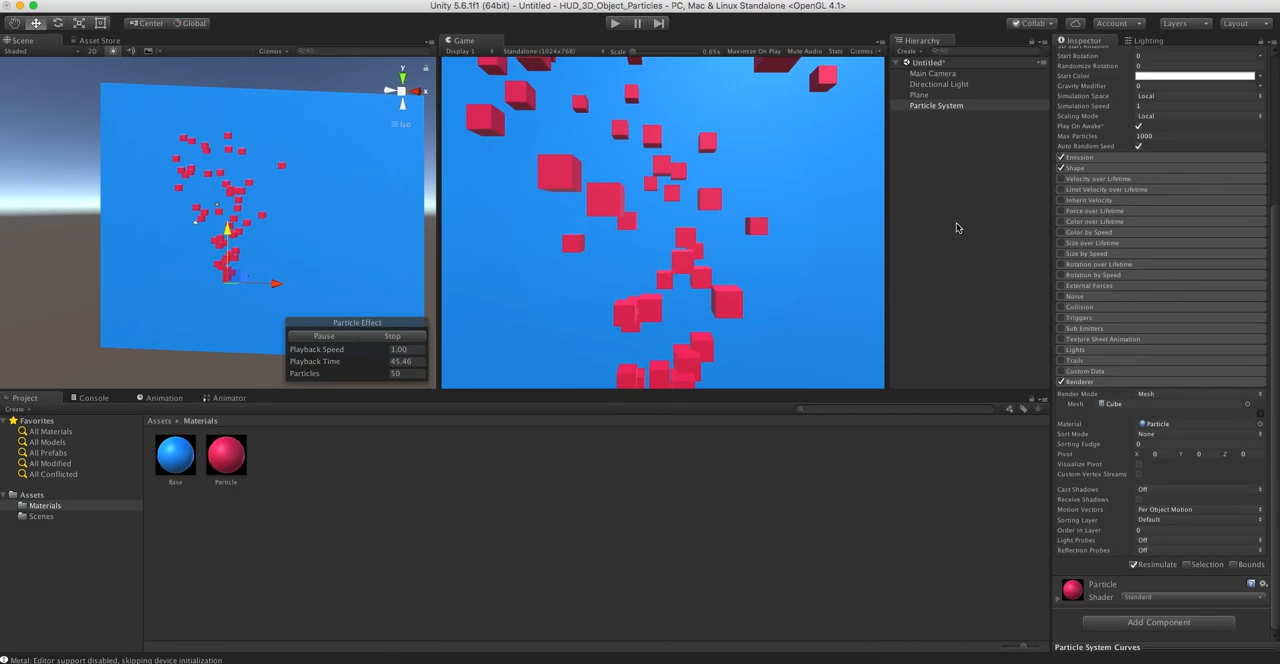 Unity 5.6.1f1 (64bit) - Untitled - HUD_3D_Object_Particles - PC, Mac & Linux Standalone <OpenGL 4.1>
Center Global Collab Account Layers Layout
Scene Asset Store Game Hierarchy Inspector Lighting
Shaded 2D Gizmos All Display 1 Standalone (1024x768) Scale 0.65x Maximize On Play Mute Audio Stats Gizmos Create All
Untitled*
Main Camera
Directional Light
Plane
Particle System
y
x
Iso
Particle Effect
Pause Stop
Playback Speed 1.00
Playback Time 45.46
Particles 50
Start Rotation 0
Randomize Rotation 0
Start Color
Gravity Modifier 0
Simulation Space Local
Simulation Speed 1
Scaling Mode Local
Play On Awake*
Max Particles 1000
Auto Random Seed
Emission
Shape
Velocity over Lifetime
Limit Velocity over Lifetime
Inherit Velocity
Force over Lifetime
Color over Lifetime
Color by Speed
Size over Lifetime
Size by Speed
Rotation over Lifetime
Rotation by Speed
External Forces
Noise
Collision
Triggers
Sub Emitters
Texture Sheet Animation
Lights
Trails
Custom Data
Renderer
Render Mode Mesh
Mesh Cube
Material Particle
Sort Mode None
Sorting Fudge 0
Pivot X 0 Y 0 Z 0
Visualize Pivot
Custom Vertex Streams
Cast Shadows Off
Receive Shadows
Motion Vectors Per Object Motion
Sorting Layer Default
Order in Layer 0
Light Probes Off
Reflection Probes Off
Resimulate Selection Bounds
Particle
Shader Standard
Add Component
Particle System Curves
Project Console Animation Animator
Create
Favorites
All Materials
All Models
All Prefabs
All Modified
All Conflicted
Assets
Materials
Scenes
Assets Materials
Base Particle
Metal: Editor support disabled, skipping device initialization